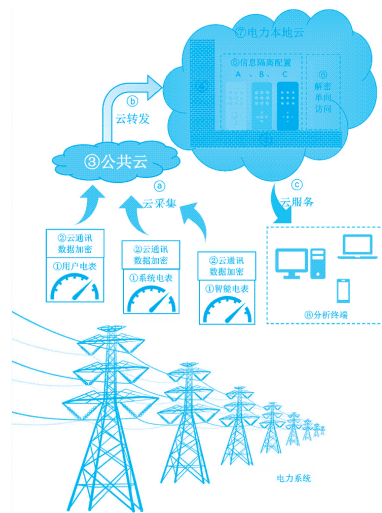 ⑦电力本地云
⑥信息隔离配置
A 、B、 C
解密
单向
访问
ⓑ
云转发
③公共云
ⓐ
云采集
ⓒ
云服务
②云通讯
数据加密
①用户电表
②云通讯
数据加密
①系统电表
②云通讯
数据加密
①智能电表
⑧分析终端
电力系统